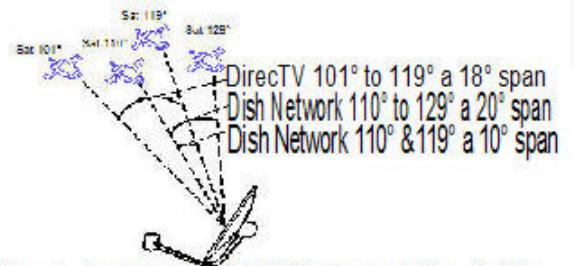 Sat 119°
Sat 129°
Sat 110°
Sat 101°
DirecTV 101° to 119° a 18° span
Dish Network 110° to 129° a 20° span
Dish Network 110° &119° a 10° span